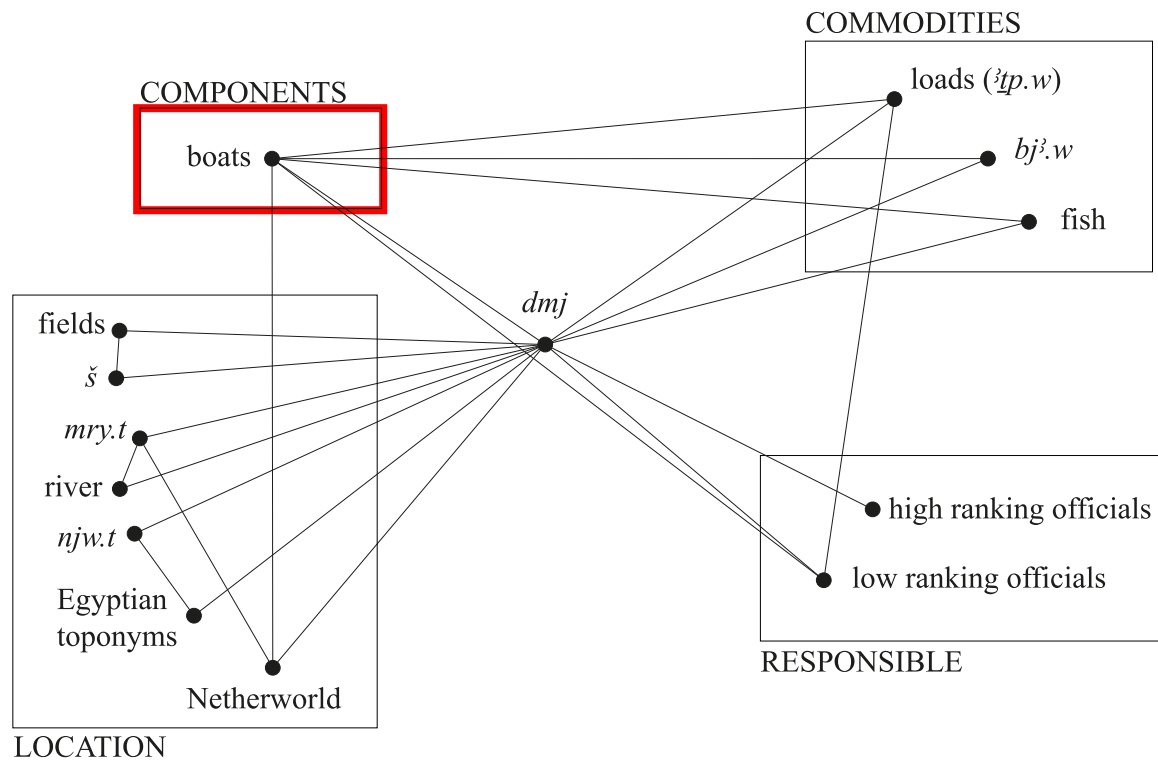 COMMODITIES
loads (ꜣṯp.w)
bjꜣ.w
fish
COMPONENTS
boats
dmj
fields
š
mry.t
river
njw.t
Egyptian
toponyms
Netherworld
LOCATION
high ranking officials
low ranking officials
RESPONSIBLE